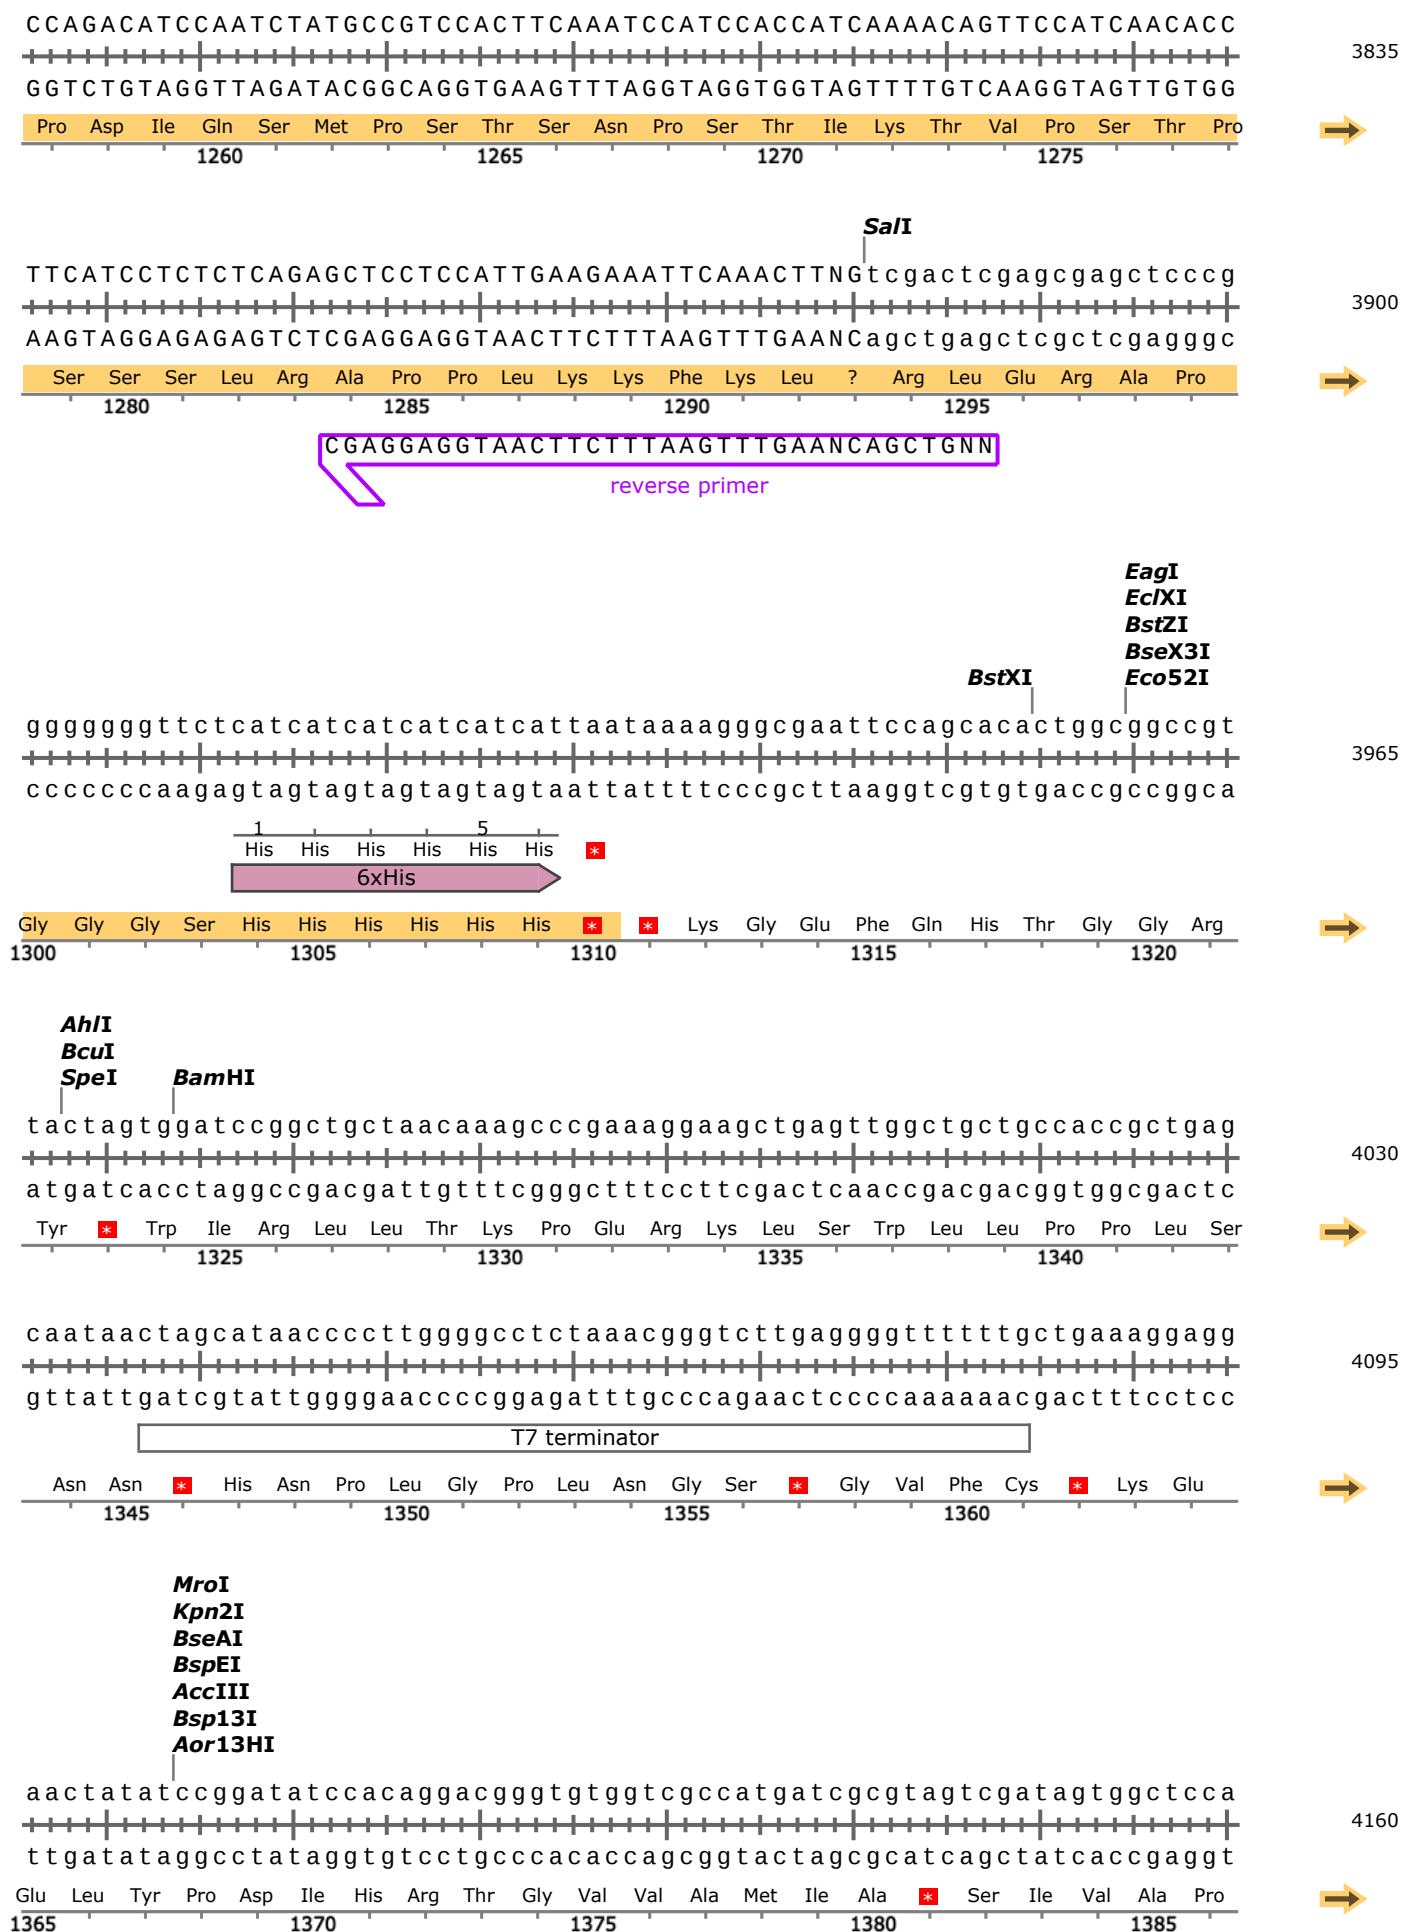 CCAGACATCCAATCTATGCCGTCCACTTCAAATCCATCCACCATCAAAACAGTTCCATCAACACC
3835
GGTCTGTAGGTTAGATACGGCAGGTGAAGTTTAGGTAGGTGGTAGTTTTGTCAAGGTAGTTGTGG
Pro Asp Ile Gln Ser Met Pro Ser Thr Ser Asn Pro Ser Thr Ile Lys Thr Val Pro Ser Thr Pro
1260 1265 1270 1275
SalI
TTCATCCTCTCTCAGAGCTCCTCCATTGAAGAAATTCAAACTTNGtcgactcgagcgagctcccg
3900
AAGTAGGAGAGAGTCTCGAGGAGGTAACTTCTTTAAGTTTGAANCagctgagctcgctcgagggc
Ser Ser Ser Leu Arg Ala Pro Pro Leu Lys Lys Phe Lys Leu ? Arg Leu Glu Arg Ala Pro
1280 1285 1290 1295
CGAGGAGGTAACTTCTTTAAGTTTGAANCAGCTGNN
reverse primer
EagI
EclXI
BstZI
BseX3I
BstXI Eco52I
gggggggttctcatcatcatcatcatcattaataaaagggcgaattccagcacactggcggccgt
3965
cccccccaagagtagtagtagtagtagtaattattttcccgcttaaggtcgtgtgaccgccggca
1 5
His His His His His His *
6xHis
Gly Gly Gly Ser His His His His His His * * Lys Gly Glu Phe Gln His Thr Gly Gly Arg
1300 1305 1310 1315 1320
AhlI
BcuI
SpeI BamHI
tactagtggatccggctgctaacaaagcccgaaaggaagctgagttggctgctgccaccgctgag
4030
atgatcacctaggccgacgattgtttcgggctttccttcgactcaaccgacgacggtggcgactc
Tyr * Trp Ile Arg Leu Leu Thr Lys Pro Glu Arg Lys Leu Ser Trp Leu Leu Pro Pro Leu Ser
1325 1330 1335 1340
caataactagcataaccccttggggcctctaaacgggtcttgaggggttttttgctgaaaggagg
4095
gttattgatcgtattggggaaccccggagatttgcccagaactccccaaaaaacgactttcctcc
T7 terminator
Asn Asn * His Asn Pro Leu Gly Pro Leu Asn Gly Ser * Gly Val Phe Cys * Lys Glu
1345 1350 1355 1360
MroI
Kpn2I
BseAI
BspEI
AccIII
Bsp13I
Aor13HI
aactatatccggatatccacaggacgggtgtggtcgccatgatcgcgtagtcgatagtggctcca
4160
ttgatataggcctataggtgtcctgcccacaccagcggtactagcgcatcagctatcaccgaggt
Glu Leu Tyr Pro Asp Ile His Arg Thr Gly Val Val Ala Met Ile Ala * Ser Ile Val Ala Pro
1365 1370 1375 1380 1385